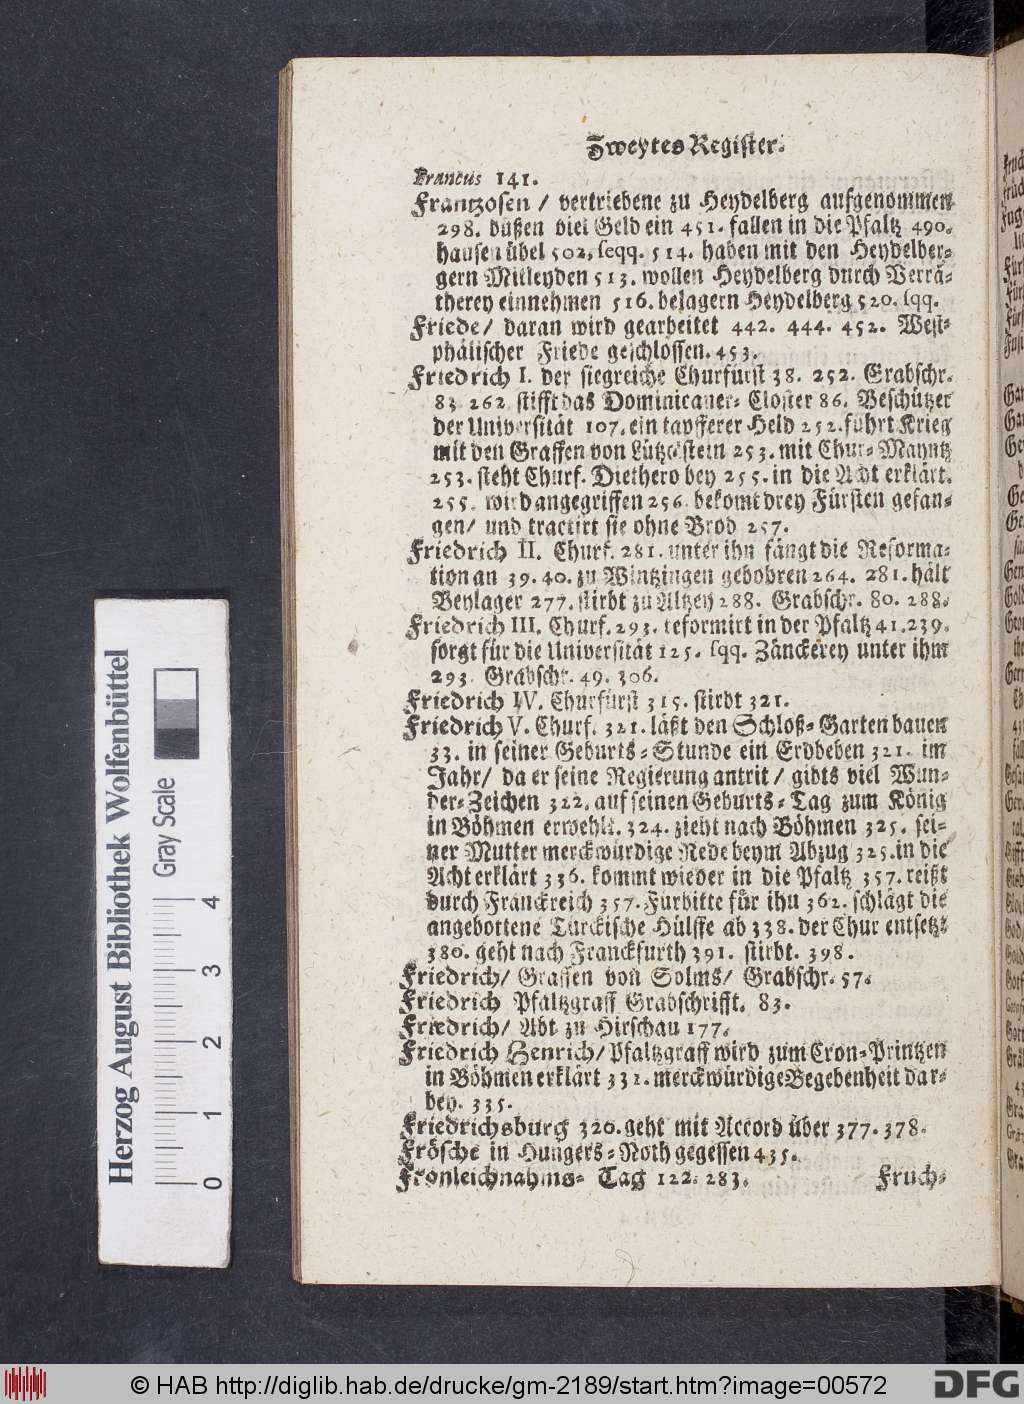 Zweytes Register.
Francus 141.
Frantzosen / vertriebene zu Heydelberg aufgenommen
298. büßen viel Geld ein 451. fallen in die Pfaltz 490.
hausen übel 502. seqq. 514. haben mit den Heydelber-
gern Mitleyden 513. wollen Heydelberg durch Verrä-
therey einnehmen 516. belagern Heydelberg 520. sqq.
Friede/ daran wird gearbeitet 442. 444. 452. West-
phälischer Friede geschlossen. 453.
Friedrich I. der siegreiche Churfürst 38. 252. Grabschr.
83. 262. stifft das Dominicaner-Closter 86. Beschützer
der Universität 107. ein tapfferer Held 252. führt Krieg
mit den Graffen von Lützelstein 253. mit Chur-Mayntz
253. steht Churf. Diethero bey 255. in die Acht erklärt.
255. wird angegriffen 256. bekomt drey Fürsten gefan-
gen/ und tractirt sie ohne Brod 257.
Friedrich II. Churf. 281. unter ihn fängt die Reforma-
tion an 39. 40. zu Wintzingen gebohren 264. 281. hält
Beylager 277. stirbt zu Altzey 288. Grabschr. 80. 288.
Friedrich III. Churf. 293. reformirt in der Pfaltz 41. 239.
sorgt für die Universität 125. sqq. Zänckerey unter ihm
293. Grabschr. 49. 306.
Friedrich IV. Churfürst 315. stirbt 321.
Friedrich V. Churf. 321. läßt den Schloß-Garten bauen
33. in seiner Geburts-Stunde ein Erdbeben 321. im
Jahr/ da er seine Regierung antrit / gibts viel Wun-
der-Zeichen 322. auf seinen Geburts-Tag zum König
in Böhmen erwehlt. 324. zieht nach Böhmen 325. sei-
ner Mutter merckwürdige Rede beym Abzug 325. in die
Acht erklärt 336. kommt wieder in die Pfaltz 357. reißt
durch Franckreich 357. Fürbitte für ihn 362. schlägt die
angebottene Türckische Hülffe ab 338. der Chur entsetzt
380. geht nach Franckfurth 391. stirbt. 398.
Friedrich/ Graffen von Solms/ Grabschr. 57.
Friedrich Pfaltzgraff Grabschrifft. 83.
Friedrich/ Abt zu Hirschau 177.
Friedrich Henrich/ Pfaltzgraff wird zum Cron-Printzen
in Böhmen erklärt 331. merckwürdige Begebenheit dar-
bey. 335.
Friedrichsburg 320. geht mit Accord über 377. 378.
Frösche in Hungers-Noth gegessen 435.
Fronleichnahms-Tag 122. 283.
Fruch-
Herzog August Bibliothek Wolfenbüttel
Gray Scale
0 1 2 3 4
© HAB http://diglib.hab.de/drucke/gm-2189/start.htm?image=00572
DFG